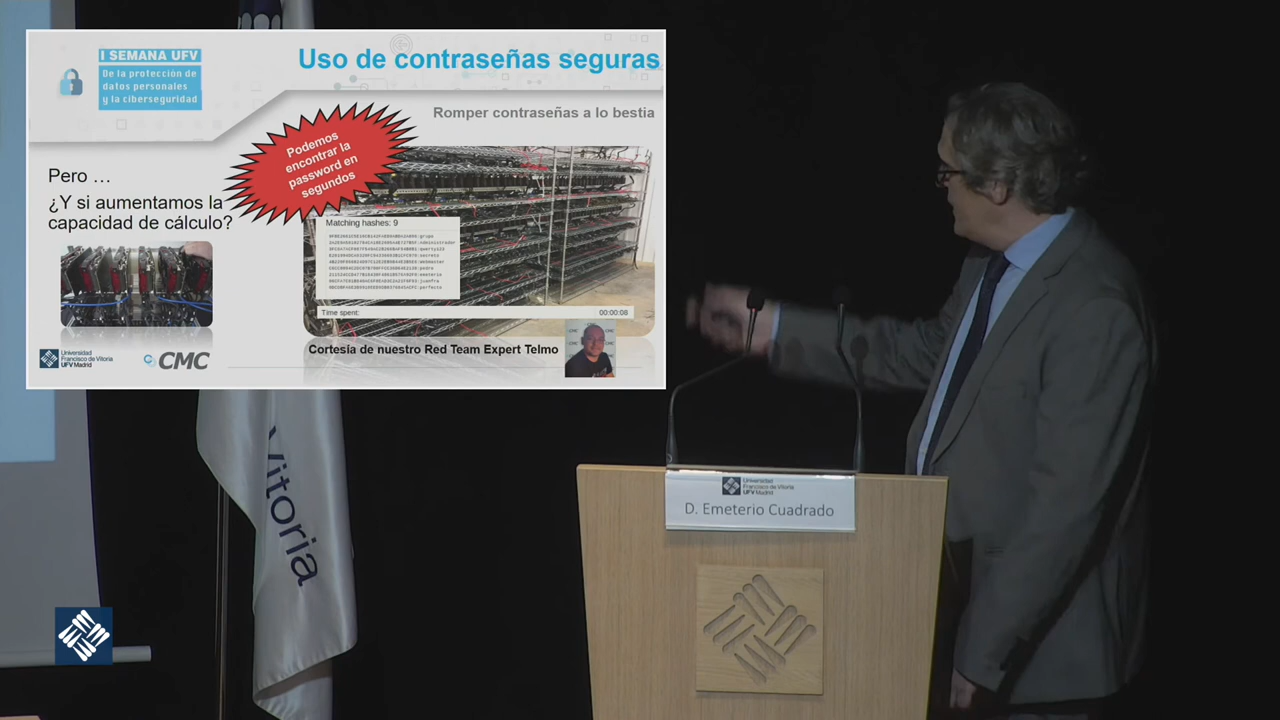 I SEMANA UFV
De la protección de
datos personales
y la ciberseguridad
Uso de contraseñas seguras
Romper contraseñas a lo bestia
Podemos
encontrar la
password en
segundos
Pero ...
¿Y si aumentamos la
capacidad de cálculo?
Matching hashes: 9
Time spent:
00:00:08
Cortesía de nuestro Red Team Expert Telmo
CMC
Universidad
Francisco de Vitoria
UFV Madrid
CMC
Vitoria
Universidad
Francisco de Vitoria
UFV Madrid
D. Emeterio Cuadrado